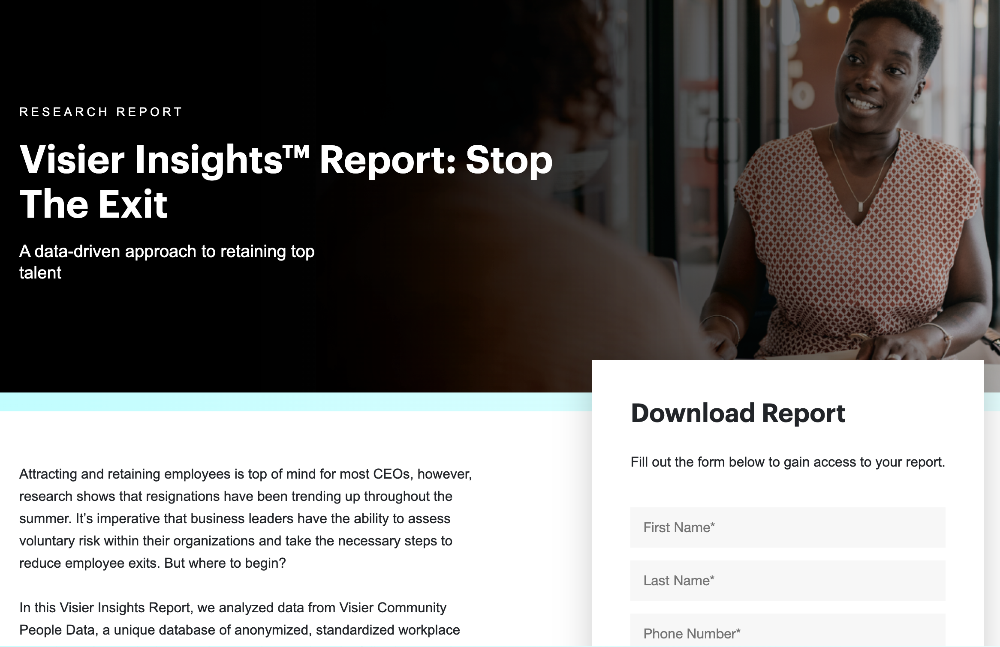 RESEARCH REPORT
Visier Insights™ Report: Stop
The Exit
A data-driven approach to retaining top
talent
Attracting and retaining employees is top of mind for most CEOs, however,
research shows that resignations have been trending up throughout the
summer. It’s imperative that business leaders have the ability to assess
voluntary risk within their organizations and take the necessary steps to
reduce employee exits. But where to begin?
In this Visier Insights Report, we analyzed data from Visier Community
People Data, a unique database of anonymized, standardized workplace
Download Report
Fill out the form below to gain access to your report.
First Name*
Last Name*
Phone Number*